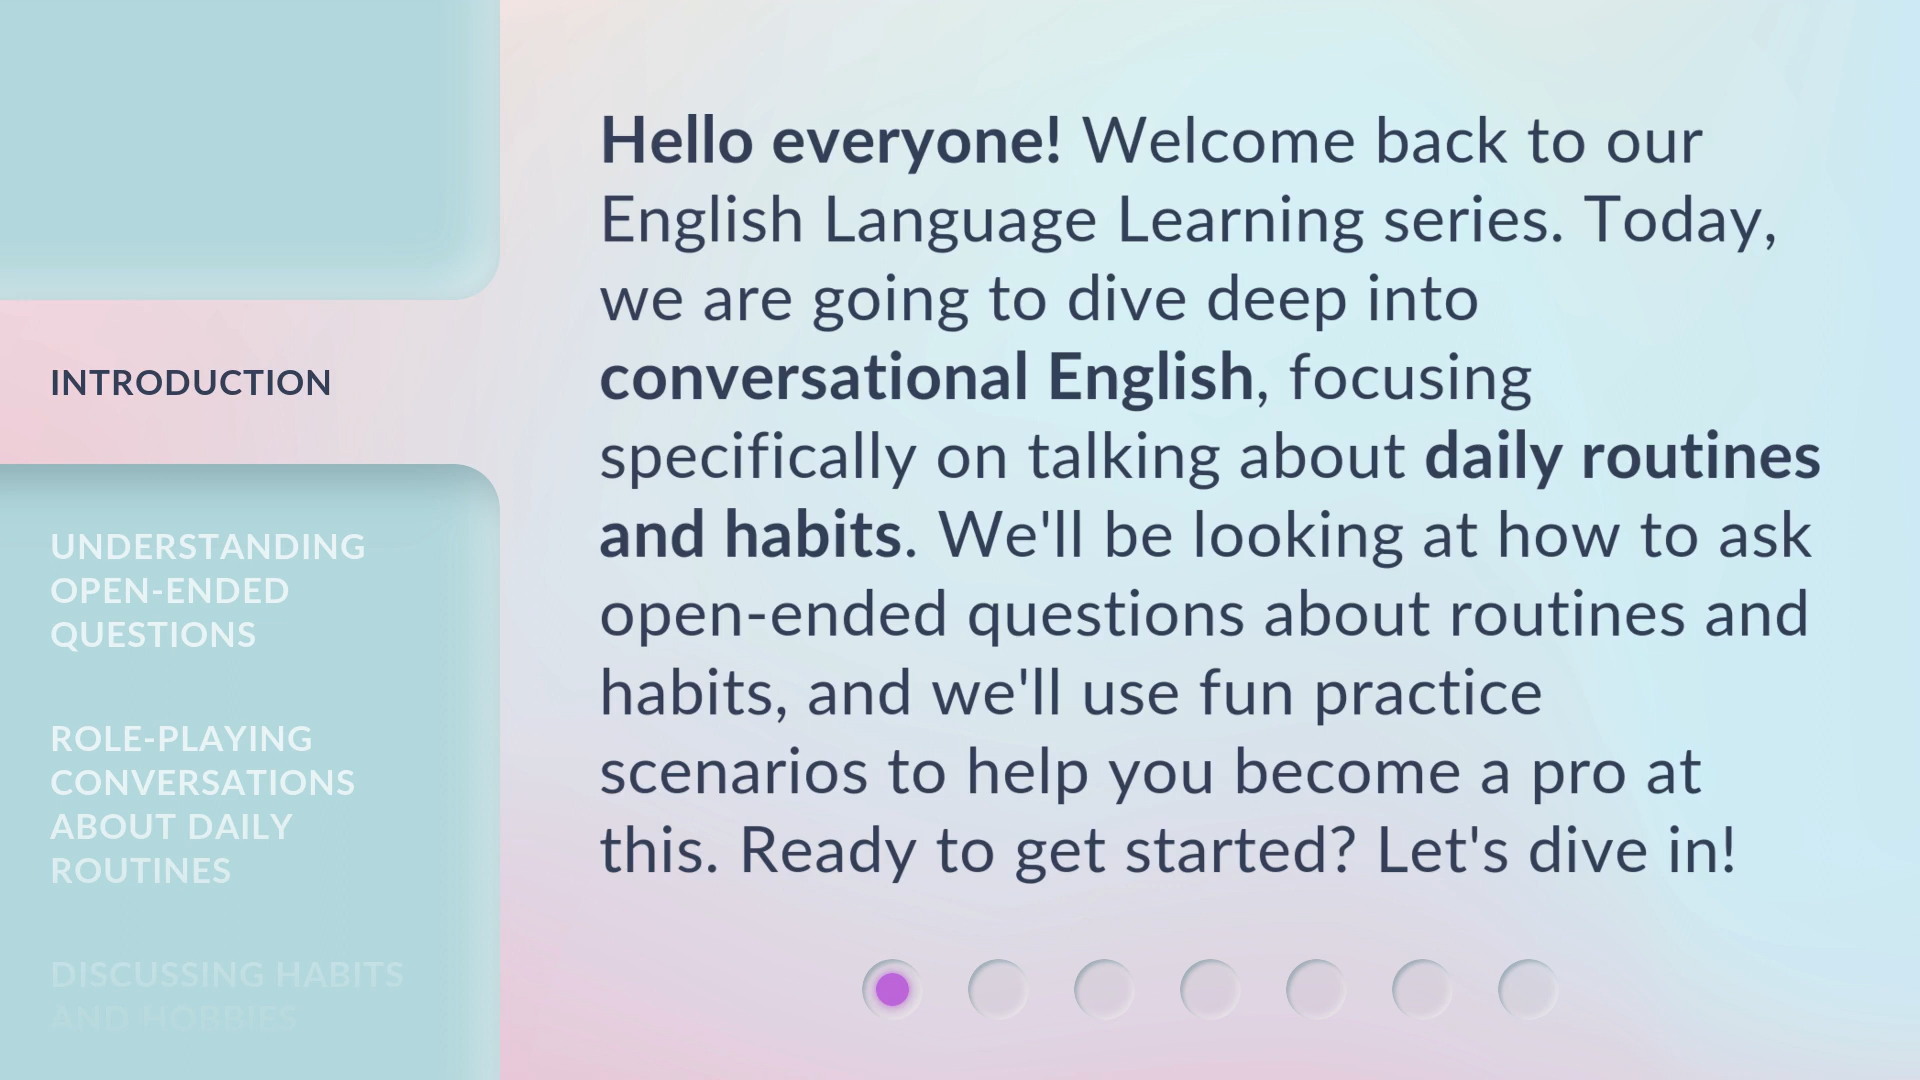 INTRODUCTION
UNDERSTANDING
OPEN-ENDED
QUESTIONS
ROLE-PLAYING
CONVERSATIONS
ABOUT DAILY
ROUTINES
DISCUSSING HABITS
AND HOBBIES
Hello everyone! Welcome back to our
English Language Learning series. Today,
we are going to dive deep into
conversational English, focusing
specifically on talking about daily routines
and habits. We'll be looking at how to ask
open-ended questions about routines and
habits, and we'll use fun practice
scenarios to help you become a pro at
this. Ready to get started? Let's dive in!